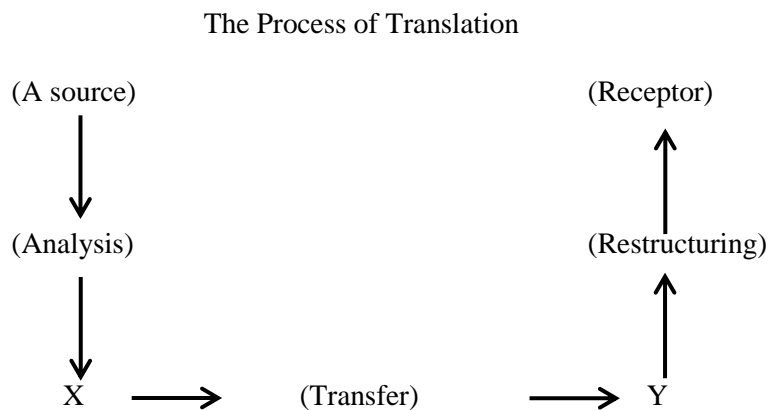 The Process of Translation
(A source) (Receptor)
(Analysis) (Restructuring)
X (Transfer) Y